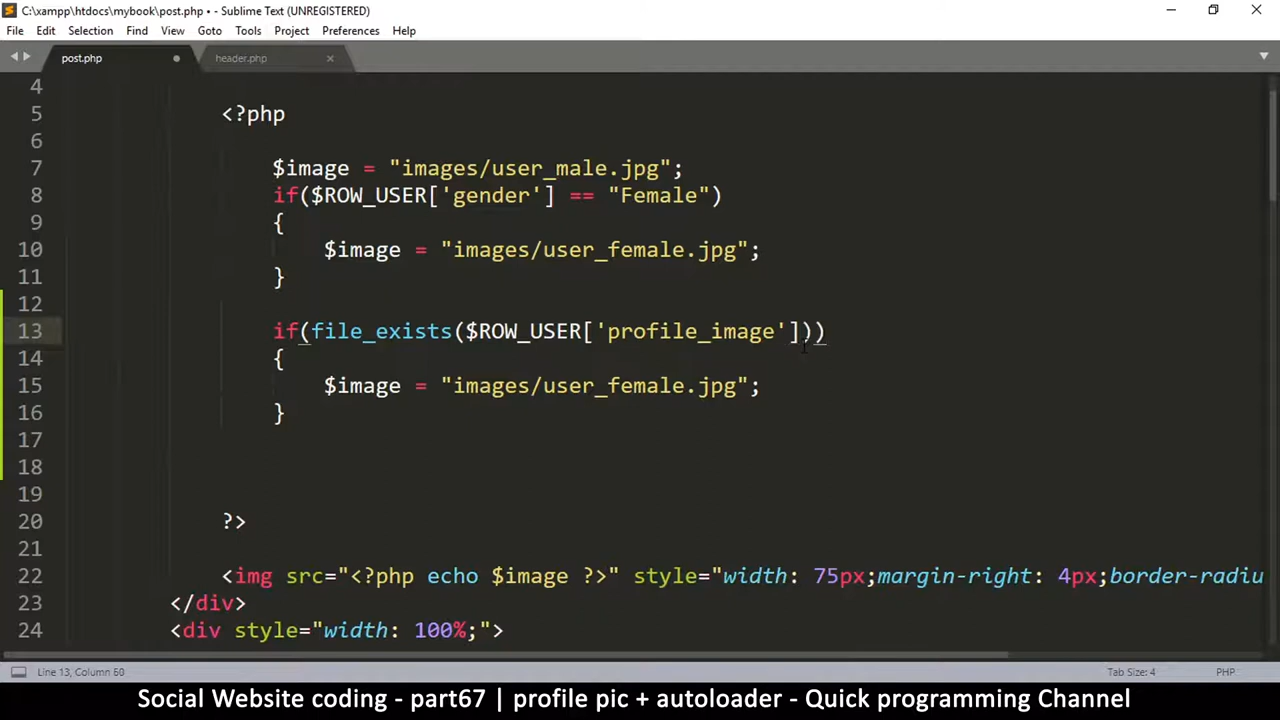 C:\xampp\htdocs\mybook\post.php • - Sublime Text (UNREGISTERED)
File Edit Selection Find View Goto Tools Project Preferences Help
post.php header.php
4
5 <?php
6
7 $image = "images/user_male.jpg";
8 if($ROW_USER['gender'] == "Female")
9 {
10 $image = "images/user_female.jpg";
11 }
12
13 if(file_exists($ROW_USER['profile_image']))
14 {
15 $image = "images/user_female.jpg";
16 }
17
18
19
20 ?>
21
22 <img src="<?php echo $image ?>" style="width: 75px;margin-right: 4px;border-radiu
23 </div>
24 <div style="width: 100%;">
Line 13, Column 60 Tab Size: 4 PHP
Social Website coding - part67 | profile pic + autoloader - Quick programming Channel